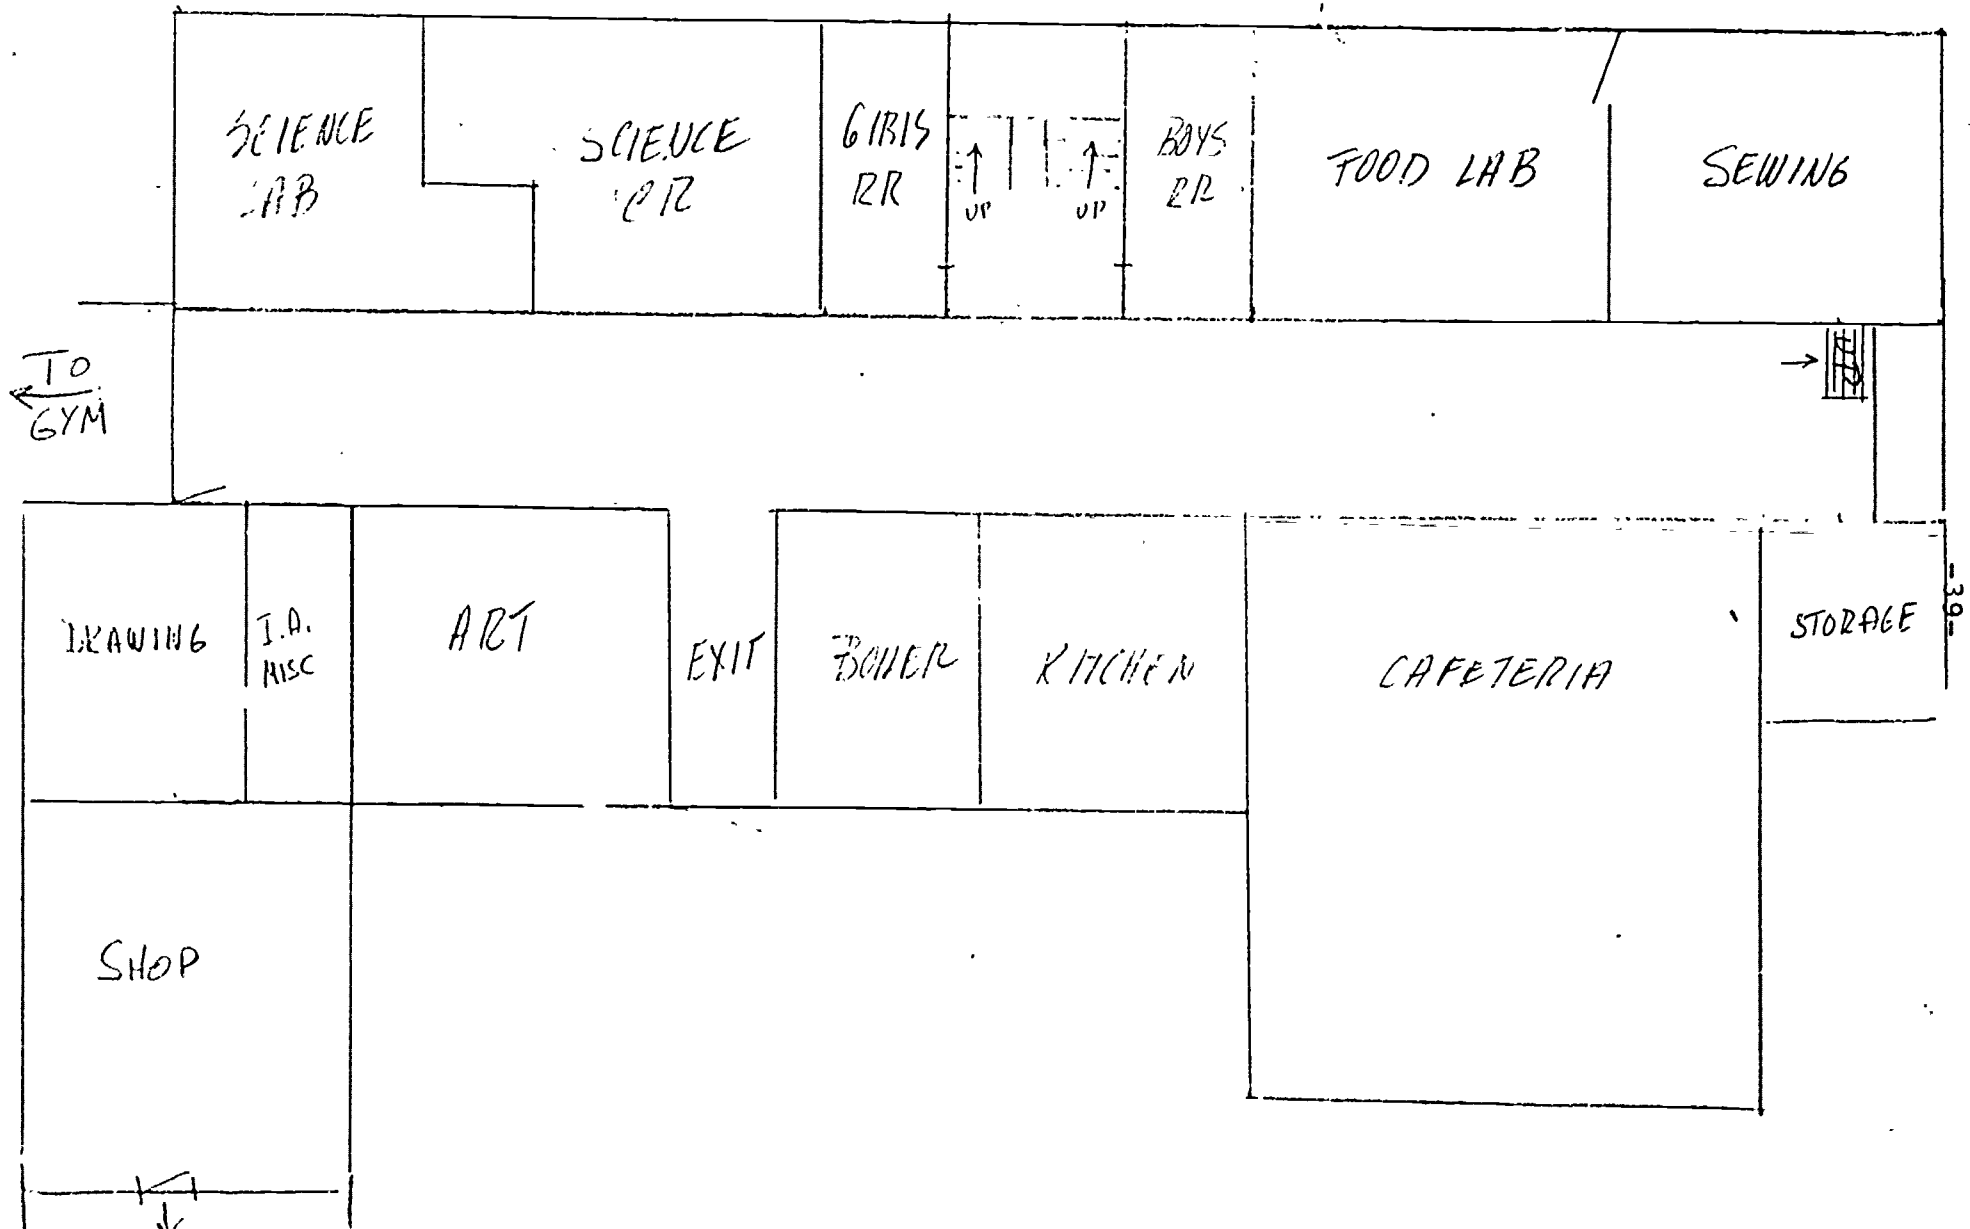 SCIENCE
LAB
SCIENCE
CR
GIRLS
RR
UP
UP
BOYS
RR
FOOD LAB
SEWING
TO
GYM
DRAWING
I.A.
MISC
ART
EXIT
BOILER
KITCHEN
CAFETERIA
STORAGE
-39-
SHOP